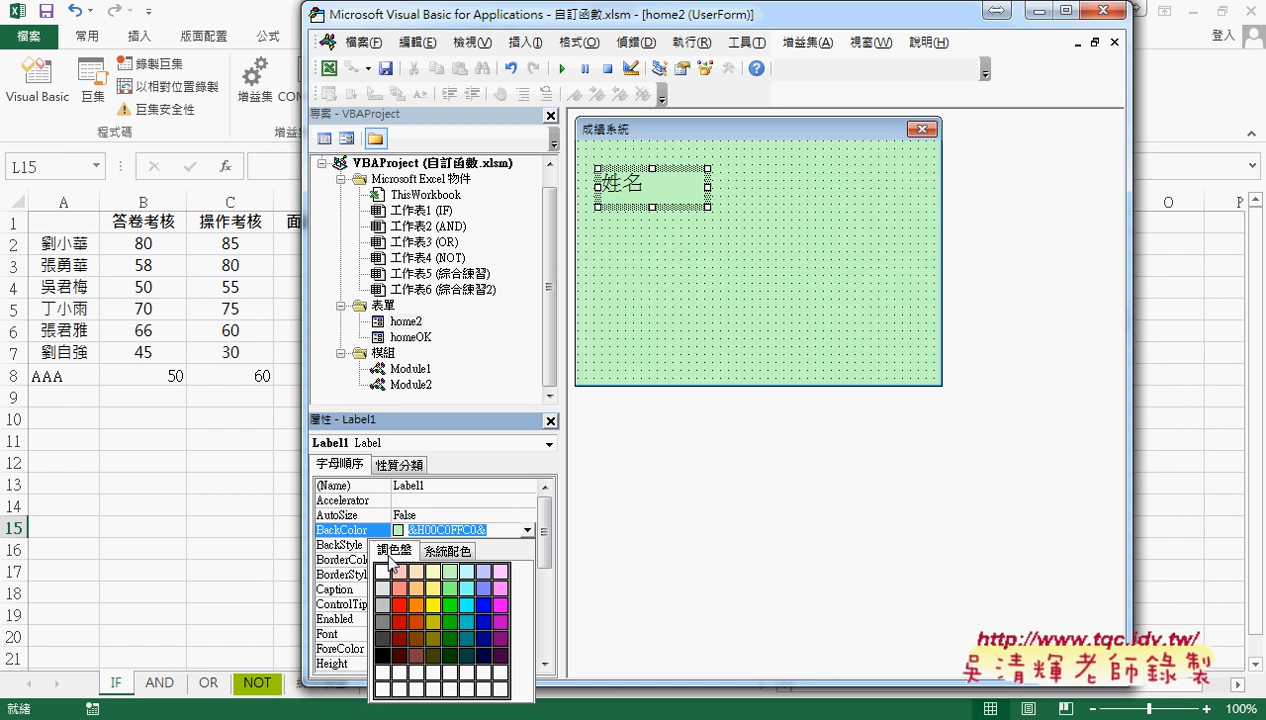 Microsoft Visual Basic for Applications - 自訂函數.xlsm - [home2 (UserForm)]
檔案 常用 插入 版面配置 公式
登入
檔案(F) 編輯(E) 檢視(V) 插入(I) 格式(O) 偵錯(D) 執行(R) 工具(T) 增益集(A) 視窗(W) 說明(H)
Visual Basic 巨集
錄製巨集
以相對位置錄製
巨集安全性
增益集 COM
程式碼
增益
L15
fx
A B C
O P
1 答卷考核 操作考核 面
2 劉小華 80 85
3 張勇華 58 80
4 吳君梅 50 55
5 丁小雨 70 75
6 張君雅 66 60
7 劉自強 45 30
8 AAA 50 60
9
10
11
12
13
14
15
16
17
18
19
20
21
IF AND OR NOT
就緒
100%
專案 - VBAProject
VBAProject (自訂函數.xlsm)
Microsoft Excel 物件
ThisWorkbook
工作表1 (IF)
工作表2 (AND)
工作表3 (OR)
工作表4 (NOT)
工作表5 (綜合練習)
工作表6 (綜合練習2)
表單
home2
homeOK
模組
Module1
Module2
屬性 - Label1
Label1 Label
字母順序 性質分類
(Name) Label1
Accelerator
AutoSize False
BackColor &H00C0FFC0&
BackStyle
BorderCol
BorderStyl
Caption
ControlTip
Enabled
Font
ForeColor
Height
調色盤 系統配色
成績系統
姓名
http://www.tqc.idv.tw/
吳清輝老師錄製